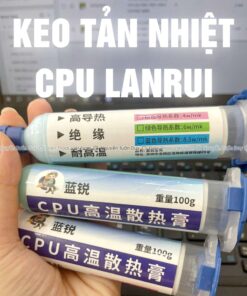 KEO TẢN NHIỆT
CPU LANRUI
高导热
绝缘
耐高温
蓝锐
重量100g
CPU高温散热膏
蓝锐
重量100g
CPU高温散热膏